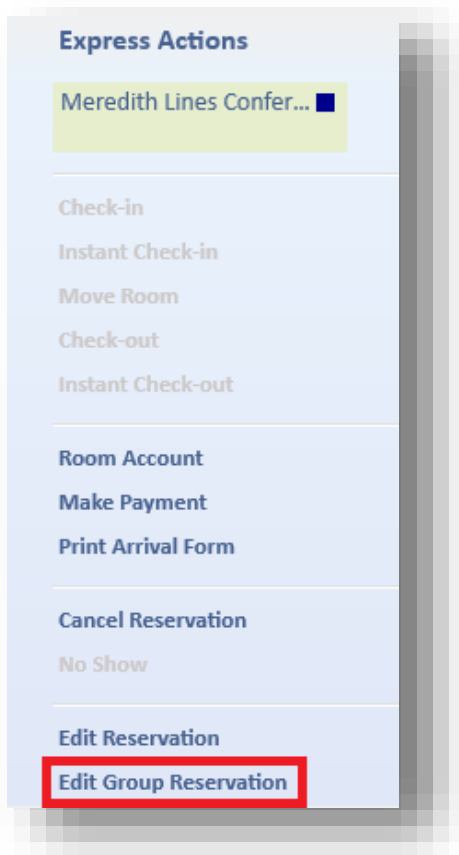 Express Actions
Meredith Lines Confer...
Check-in
Instant Check-in
Move Room
Check-out
Instant Check-out
Room Account
Make Payment
Print Arrival Form
Cancel Reservation
No Show
Edit Reservation
Edit Group Reservation